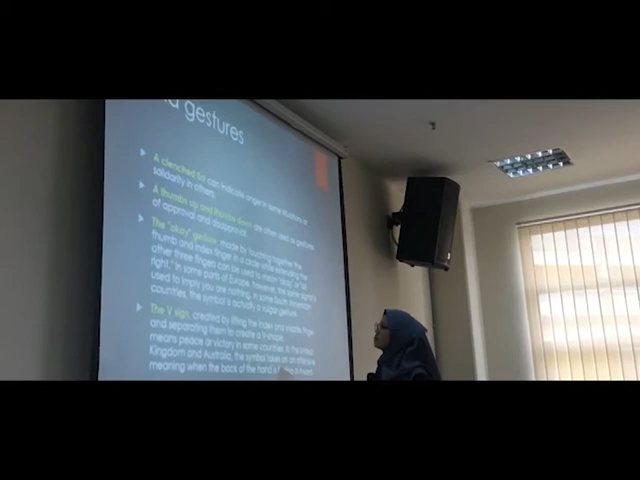 gestures
A clenched fist can indicate anger in some situations or
solidarity in others.
A thumbs up and thumbs down are often used as gestures
of approval and disapproval.
The "okay" gesture, made by touching together the
thumb and index finger in a circle while extending the
other three fingers can be used to mean "okay" or "all
right." In some parts of Europe, however, the same signal is
used to imply you are nothing. In some South American
countries, the symbol is actually a vulgar gesture.
The V sign, created by lifting the index and middle finger
and separating them to create a V-shape,
means peace or victory in some countries. In the United
Kingdom and Australia, the symbol takes on an offensive
meaning when the back of the hand is